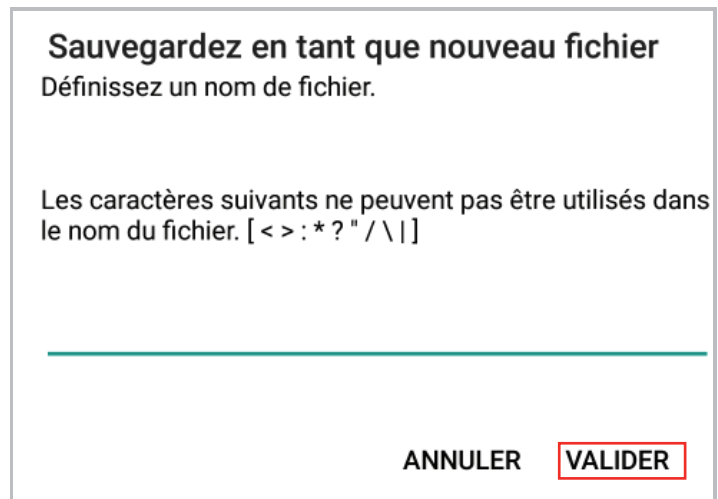 Sauvegardez en tant que nouveau fichier
Définissez un nom de fichier.
Les caractères suivants ne peuvent pas être utilisés dans
le nom du fichier. [ < > : * ? " / \ | ]
ANNULER VALIDER